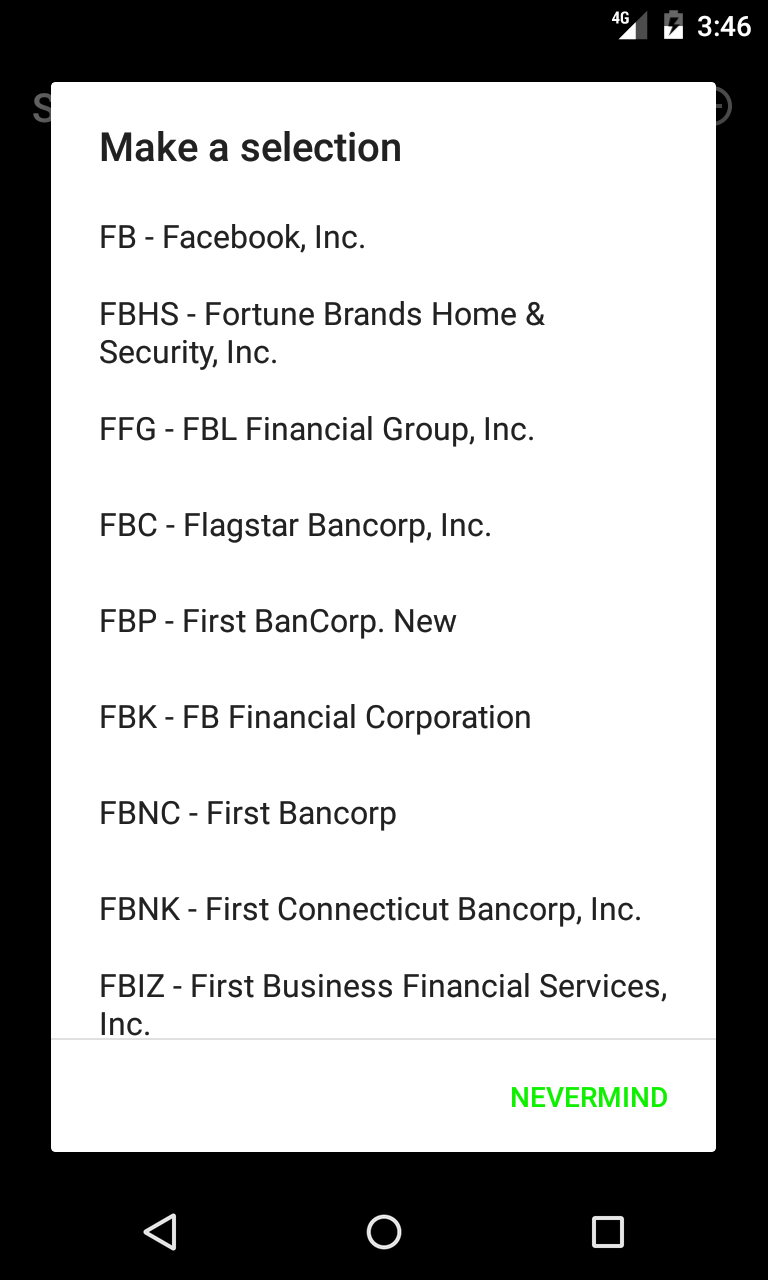 4G 3:46
S
Make a selection
FB - Facebook, Inc.
FBHS - Fortune Brands Home &
Security, Inc.
FFG - FBL Financial Group, Inc.
FBC - Flagstar Bancorp, Inc.
FBP - First BanCorp. New
FBK - FB Financial Corporation
FBNC - First Bancorp
FBNK - First Connecticut Bancorp, Inc.
FBIZ - First Business Financial Services,
Inc.
NEVERMIND